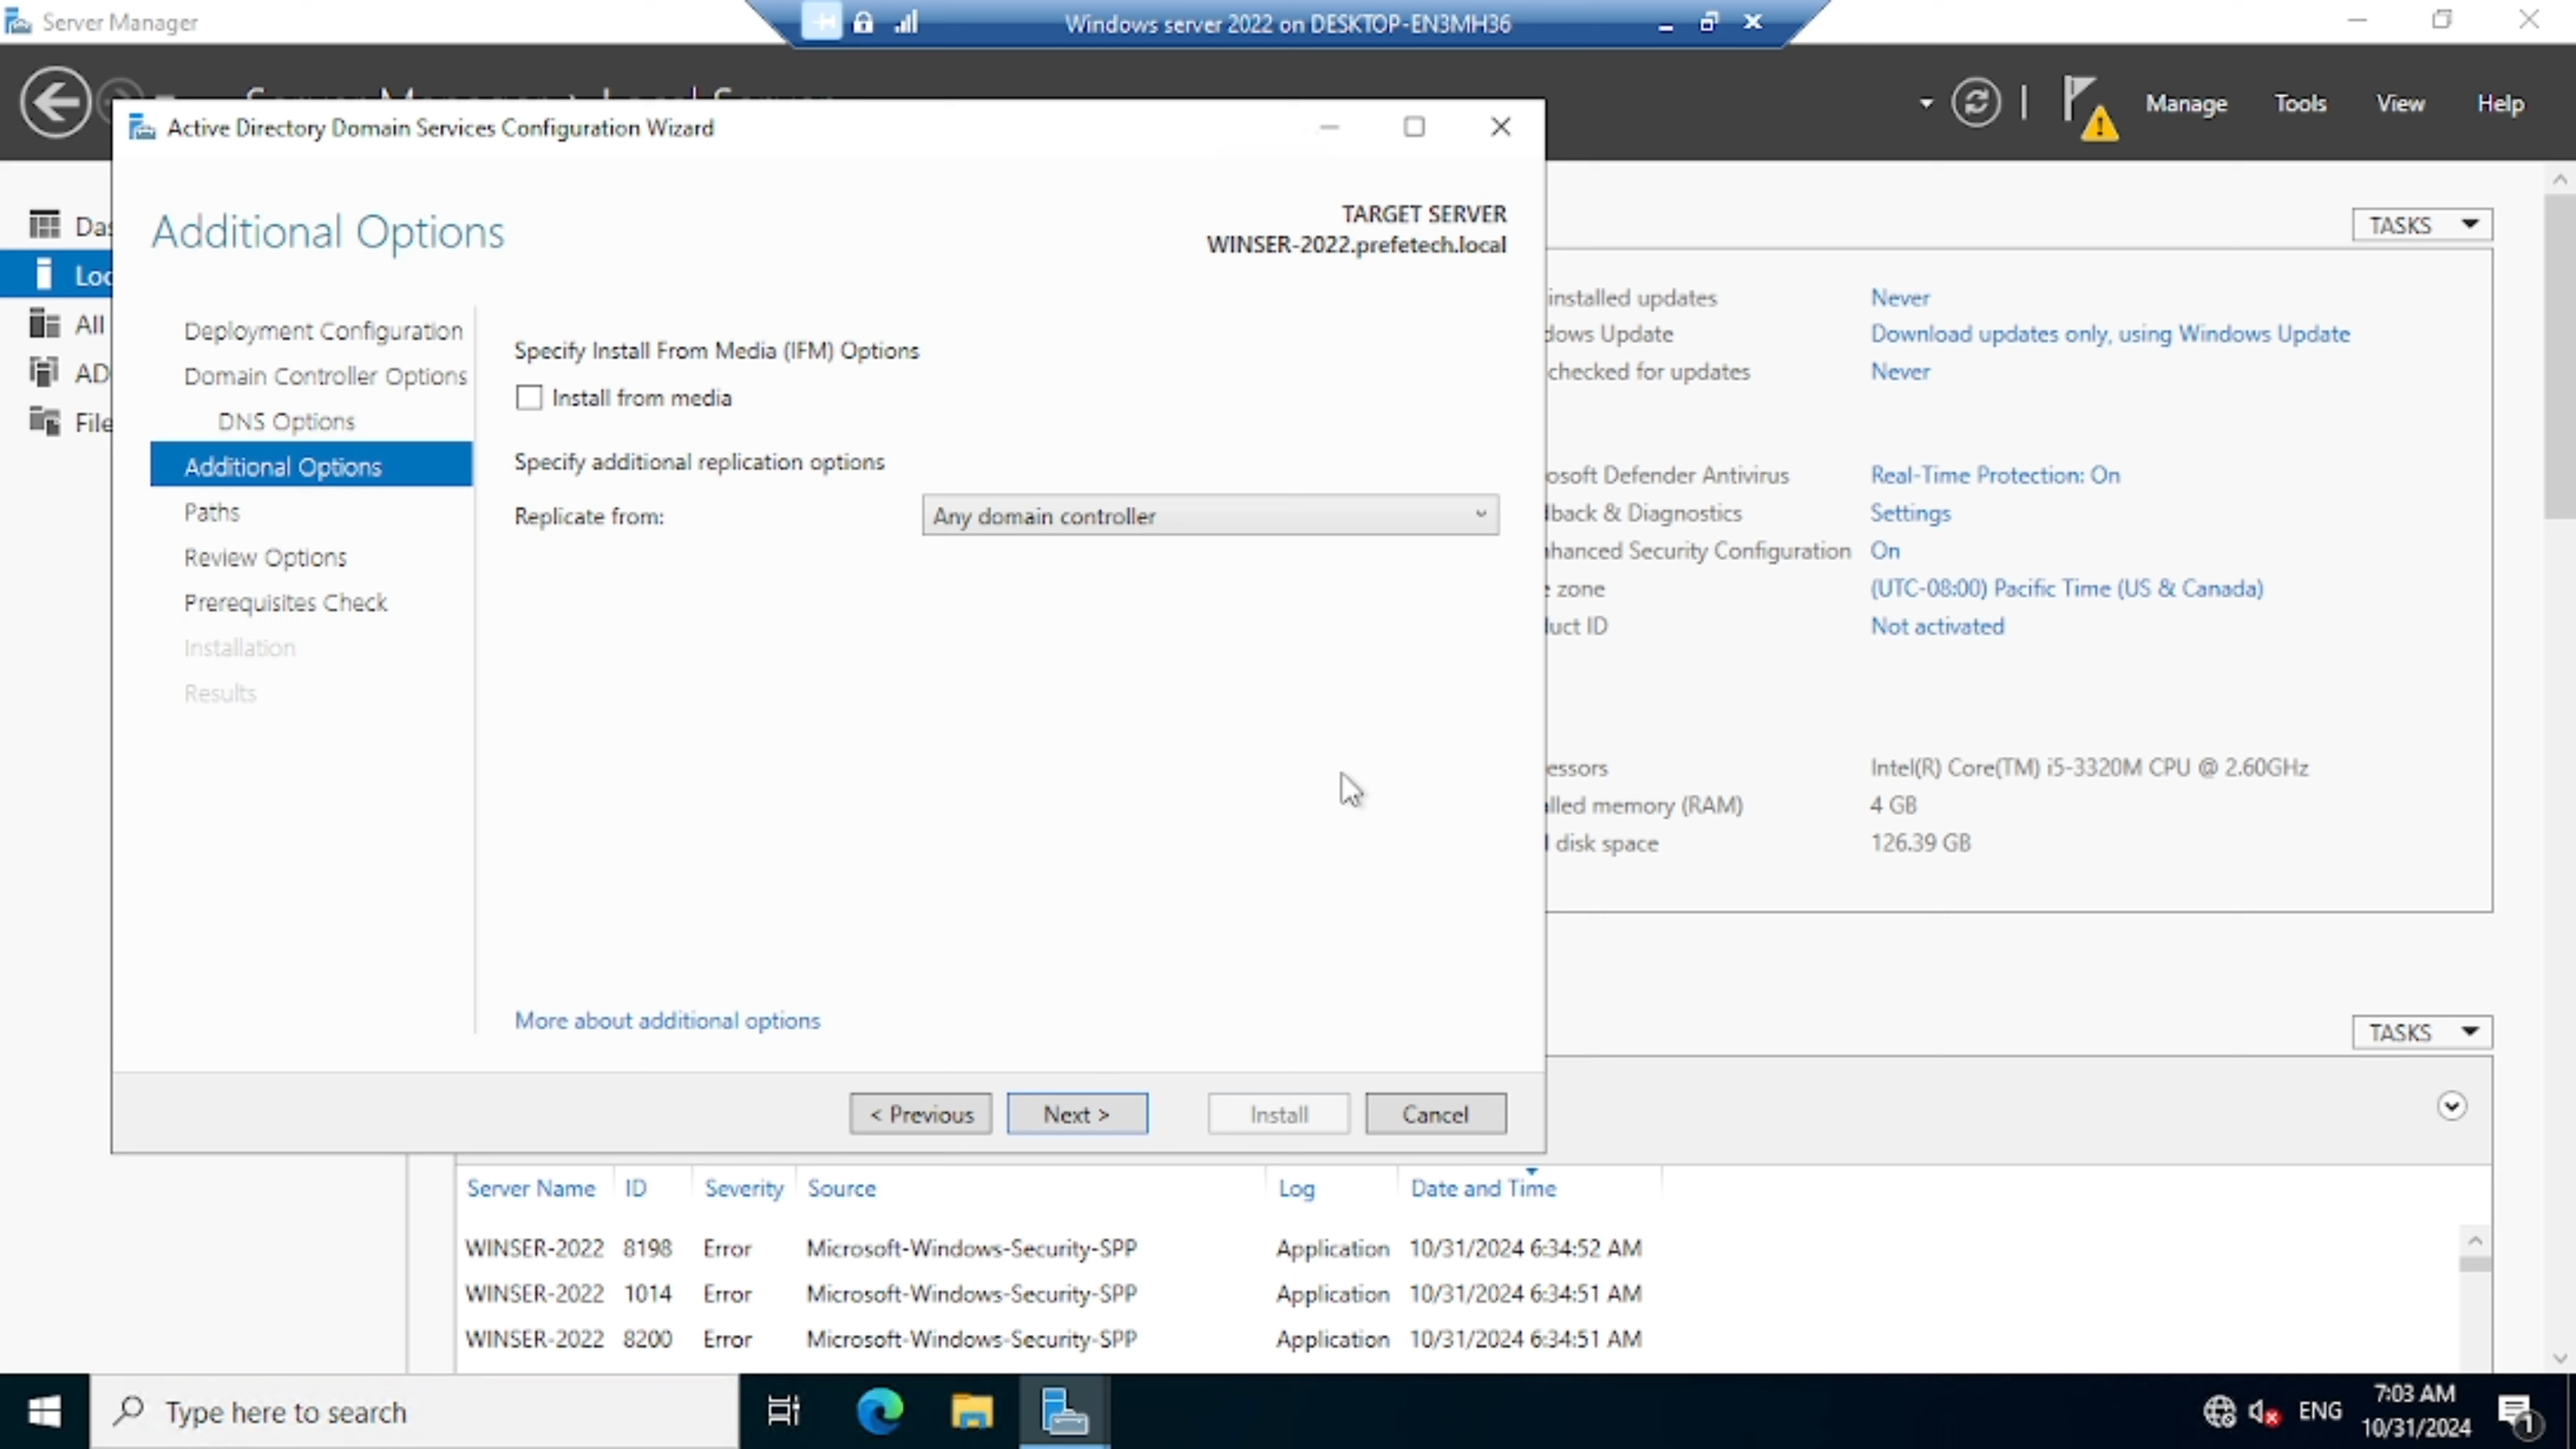 Server Manager
Windows server 2022 on DESKTOP-EN3MH36
Manage Tools View Help
Active Directory Domain Services Configuration Wizard
Additional Options
TARGET SERVER
WINSER-2022.prefetech.local
Deployment Configuration
Domain Controller Options
DNS Options
Additional Options
Paths
Review Options
Prerequisites Check
Installation
Results
Specify Install From Media (IFM) Options
Install from media
Specify additional replication options
Replicate from: Any domain controller
More about additional options
< Previous Next > Install Cancel
All
AD
File
TASKS
installed updates Never
Update Download updates only, using Windows Update
checked for updates Never
Defender Antivirus Real-Time Protection: On
& Diagnostics Settings
Security Configuration On
zone (UTC-08:00) Pacific Time (US & Canada)
ID Not activated
Intel(R) Core(TM) i5-3320M CPU @ 2.60GHz
memory (RAM) 4 GB
disk space 126.39 GB
TASKS
Server Name ID Severity Source Log Date and Time
WINSER-2022 8198 Error Microsoft-Windows-Security-SPP Application 10/31/2024 6:34:52 AM
WINSER-2022 1014 Error Microsoft-Windows-Security-SPP Application 10/31/2024 6:34:51 AM
WINSER-2022 8200 Error Microsoft-Windows-Security-SPP Application 10/31/2024 6:34:51 AM
Type here to search
ENG
7:03 AM
10/31/2024
1